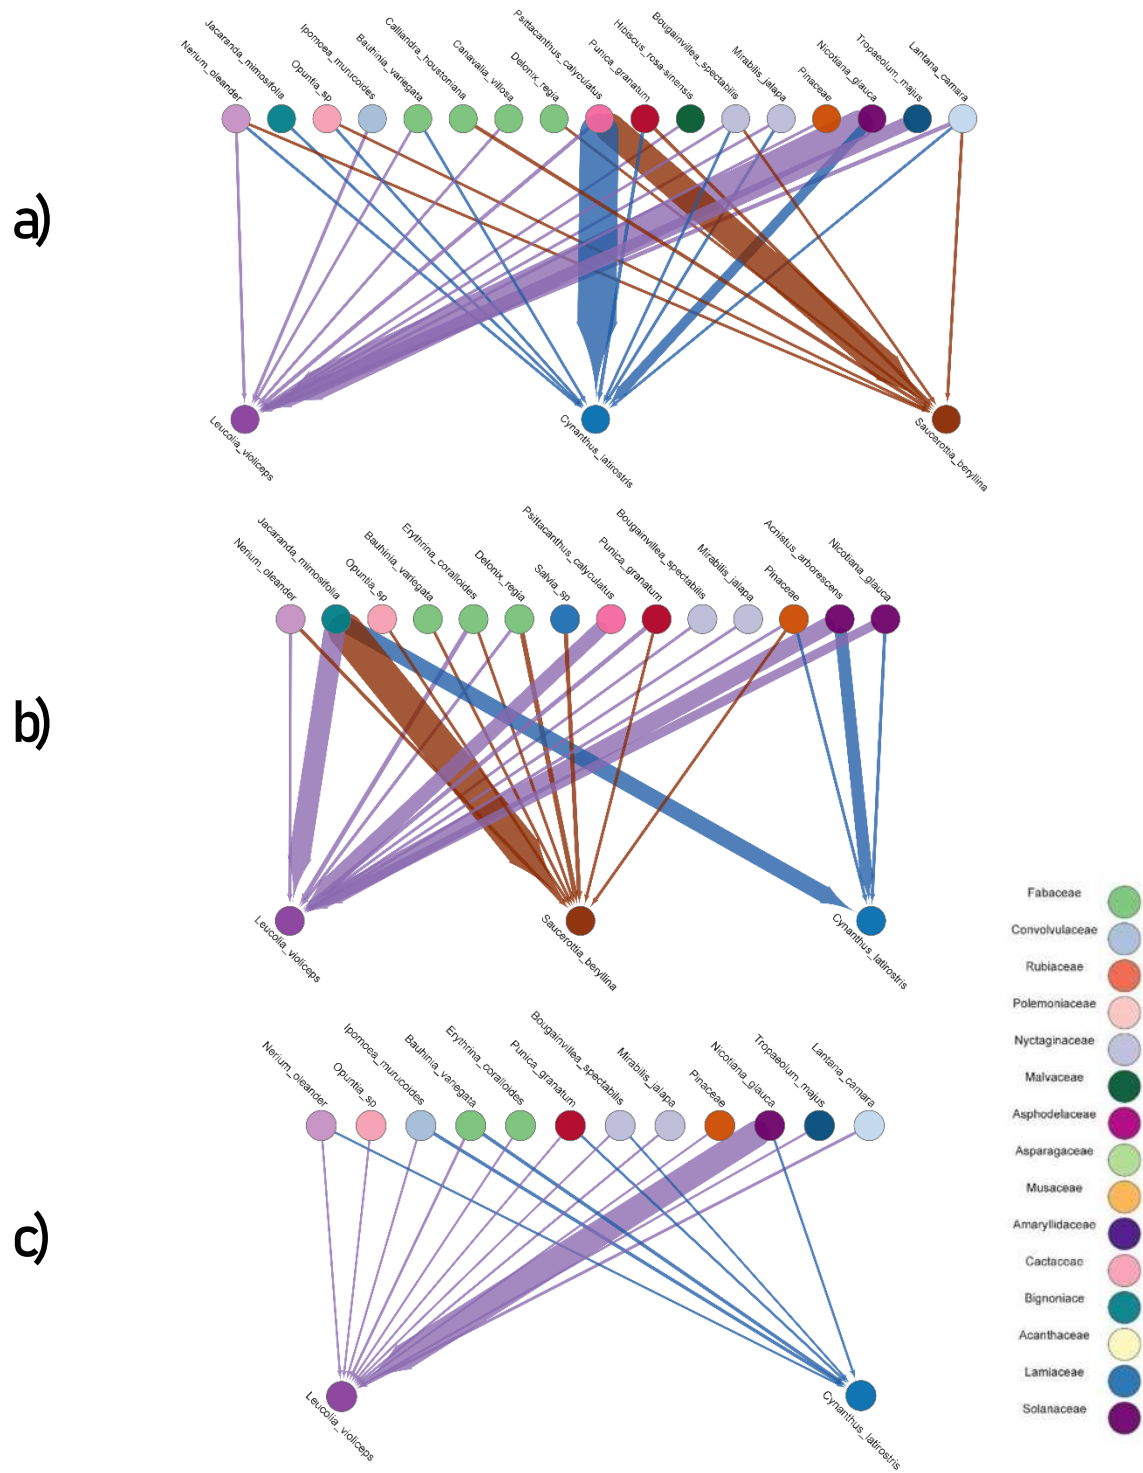 a)
Nerium_oleander
Jacaranda_mimosifolia
Opuntia_sp
Ipomoea_murucoides
Bauhinia_variegata
Calliandra_houstoniana
Canavalia_villosa
Delonix_regia
Psittacanthus_calyculatus
Punica_granatum
Hibiscus_rosa-sinensis
Bougainvillea_spectabilis
Mirabilis_jalapa
Pinaceae
Nicotiana_glauca
Tropaeolum_majus
Lantana_camara
Leucolia_violiceps
Cynanthus_latirostris
Saucerottia_beryllina
b)
Nerium_oleander
Jacaranda_mimosifolia
Opuntia_sp
Bauhinia_variegata
Erythrina_coralloides
Delonix_regia
Salvia_sp
Psittacanthus_calyculatus
Punica_granatum
Bougainvillea_spectabilis
Mirabilis_jalapa
Pinaceae
Acnistus_arborescens
Nicotiana_glauca
Leucolia_violiceps
Saucerottia_beryllina
Cynanthus_latirostris
c)
Nerium_oleander
Opuntia_sp
Ipomoea_murucoides
Bauhinia_variegata
Erythrina_coralloides
Punica_granatum
Bougainvillea_spectabilis
Mirabilis_jalapa
Pinaceae
Nicotiana_glauca
Tropaeolum_majus
Lantana_camara
Leucolia_violiceps
Cynanthus_latirostris
Fabaceae
Convolvulaceae
Rubiaceae
Polemoniaceae
Nyctaginaceae
Malvaceae
Asphodelaceae
Asparagaceae
Musaceae
Amaryllidaceae
Cactaceae
Bignoniace
Acanthaceae
Lamiaceae
Solanaceae